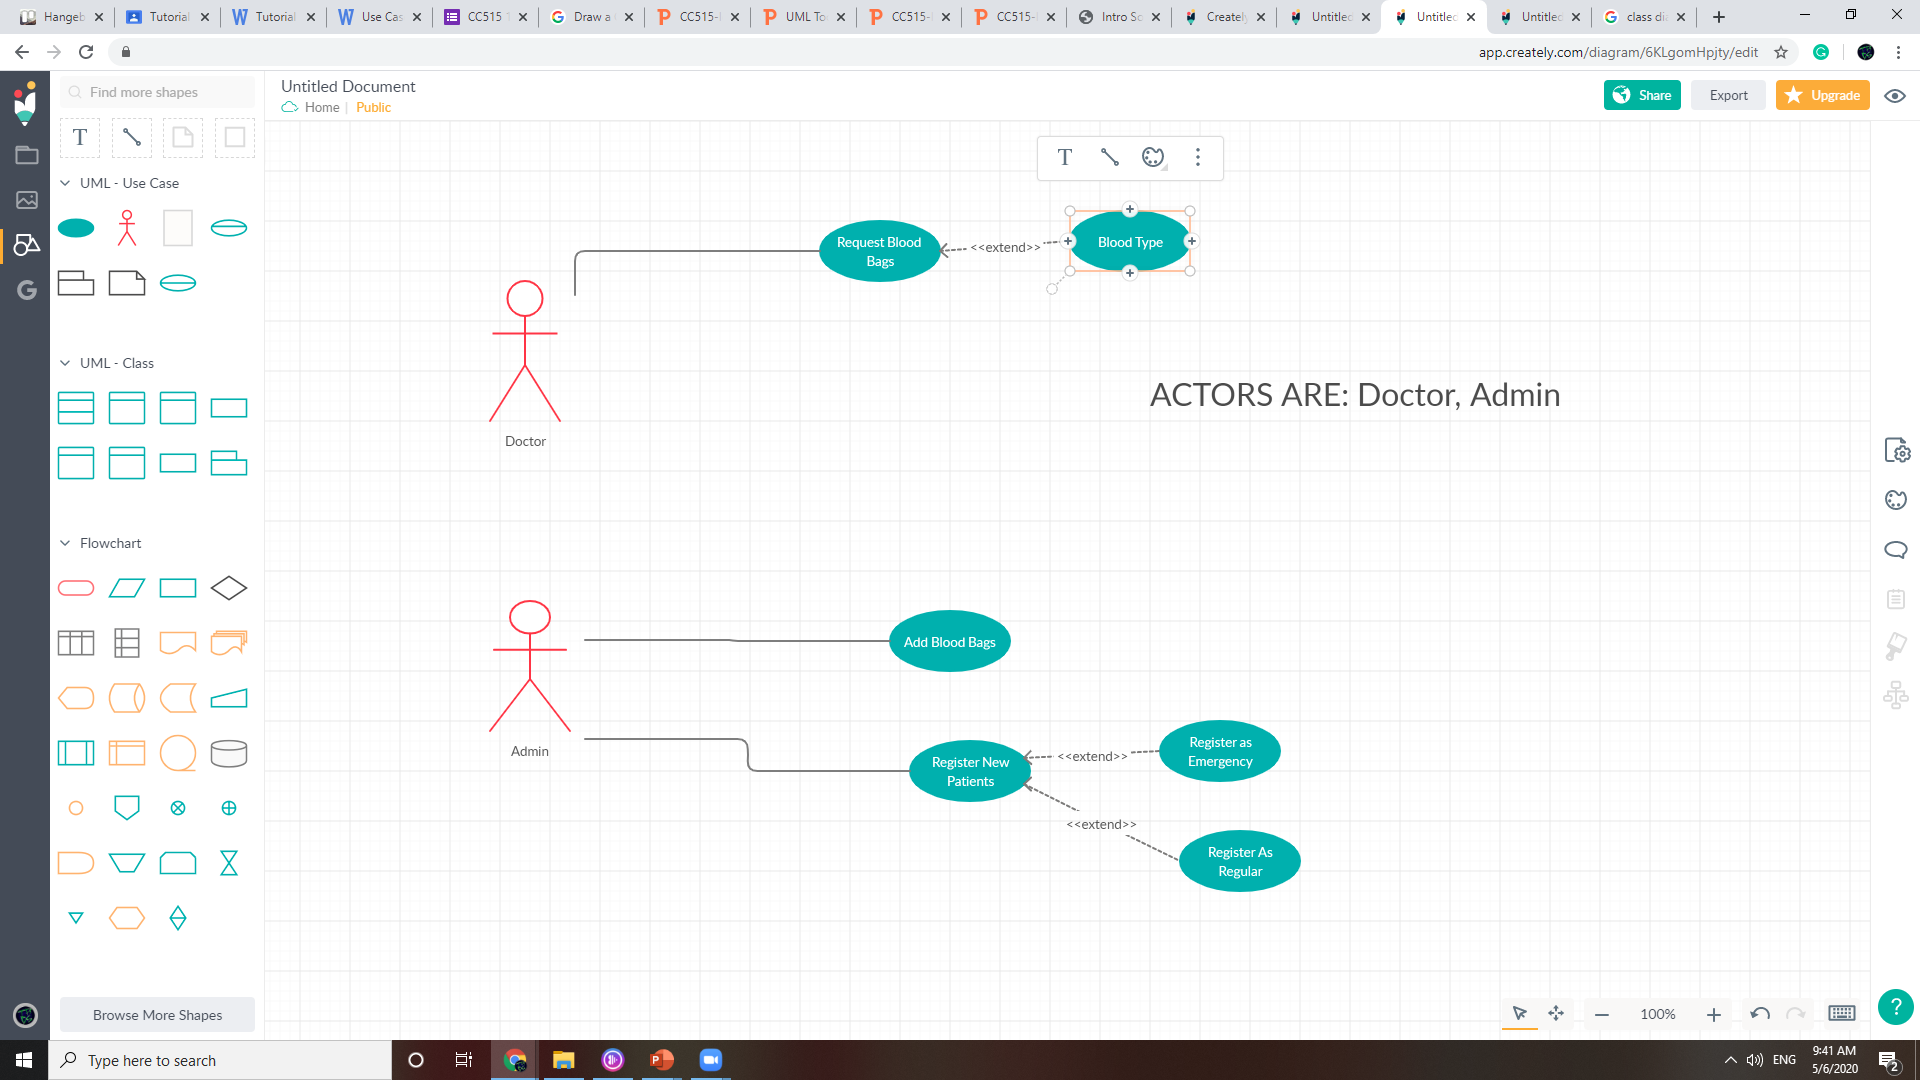 Hangeb
Tutorial
Tutorial
Use Cas
CC515 T
Draw a
CC515-
UML To
CC515-
CC515-
Intro So
Createl
Untitled
Untitled
Untitled
class dia
app.creately.com/diagram/6KLgomHpjty/edit
Find more shapes
Untitled Document
Home | Public
Share
Export
Upgrade
UML - Use Case
UML - Class
Flowchart
Browse More Shapes
Request Blood
Bags
<<extend>>
Blood Type
Doctor
ACTORS ARE: Doctor, Admin
Add Blood Bags
Admin
Register New
Patients
<<extend>>
Register as
Emergency
<<extend>>
Register As
Regular
100%
Type here to search
ENG
9:41 AM
5/6/2020
2